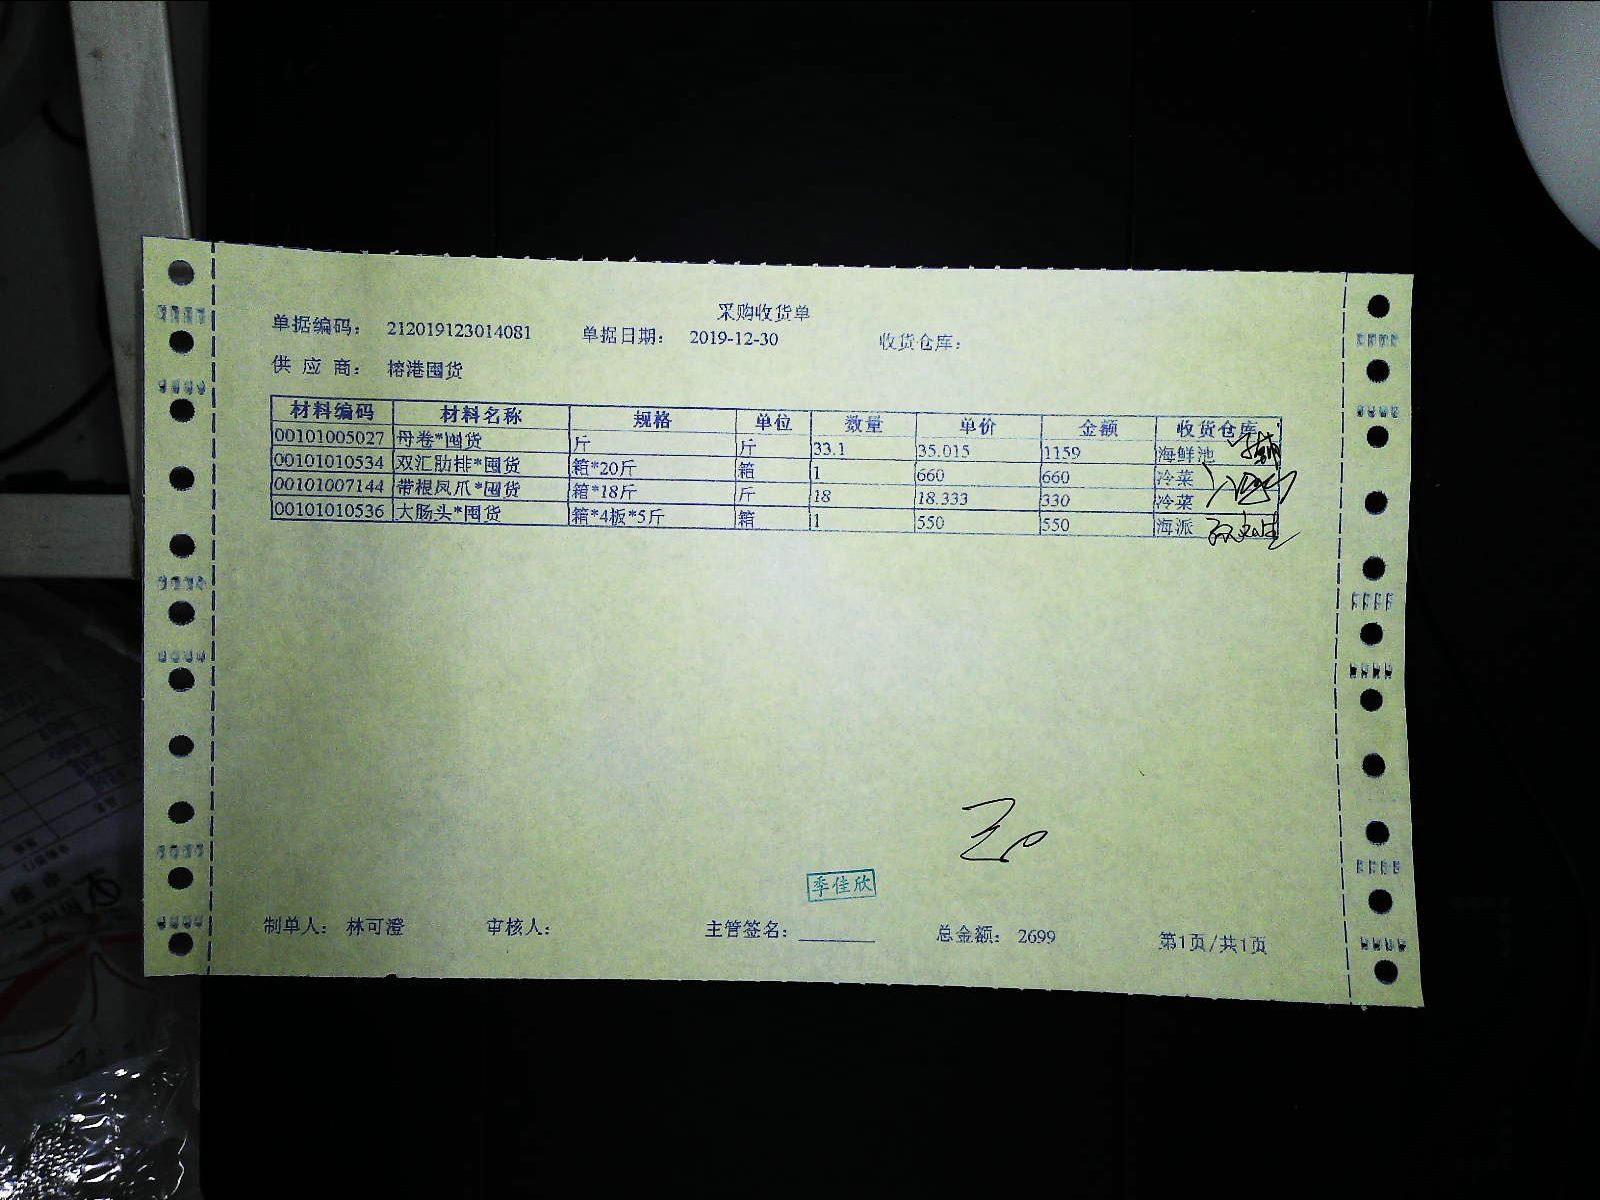 采购收货单
单据编码： 212019123014081 单据日期： 2019-12-30 收货仓库：
供 应 商： 榕港囤货
材料编码 材料名称 规格 单位 数量 单价 金额 收货仓库
00101005027 母卷*囤货 斤 斤 33.1 35.015 1159 海鲜池
00101010534 双汇肋排*囤货 箱*20斤 箱 1 660 660 冷菜
00101007144 带根凤爪*囤货 箱*18斤 斤 18 18.333 330 冷菜
00101010536 大肠头*囤货 箱*4板*5斤 箱 1 550 550 海派
季佳欣
制单人： 林可澄 审核人： 主管签名： 总金额： 2699 第1页/共1页